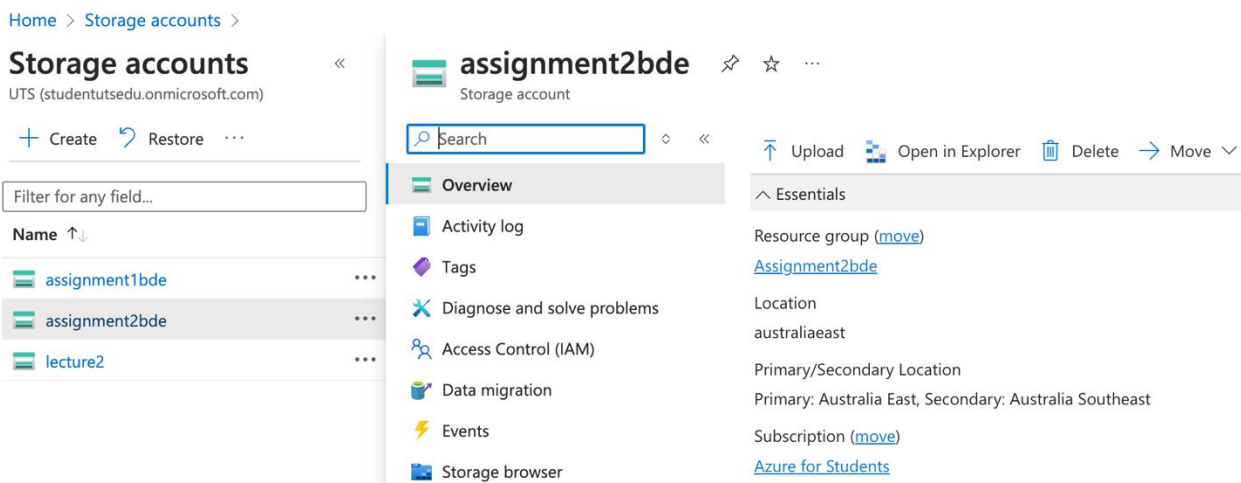 Home > Storage accounts >
Storage accounts «
UTS (studentutsedu.onmicrosoft.com)
+ Create Restore ...
Filter for any field...
Name ↑↓
assignment1bde ...
assignment2bde ...
lecture2 ...
assignment2bde ...
Storage account
Search «
Overview
Activity log
Tags
Diagnose and solve problems
Access Control (IAM)
Data migration
Events
Storage browser
Upload Open in Explorer Delete Move
Essentials
Resource group (move)
Assignment2bde
Location
australiaeast
Primary/Secondary Location
Primary: Australia East, Secondary: Australia Southeast
Subscription (move)
Azure for Students